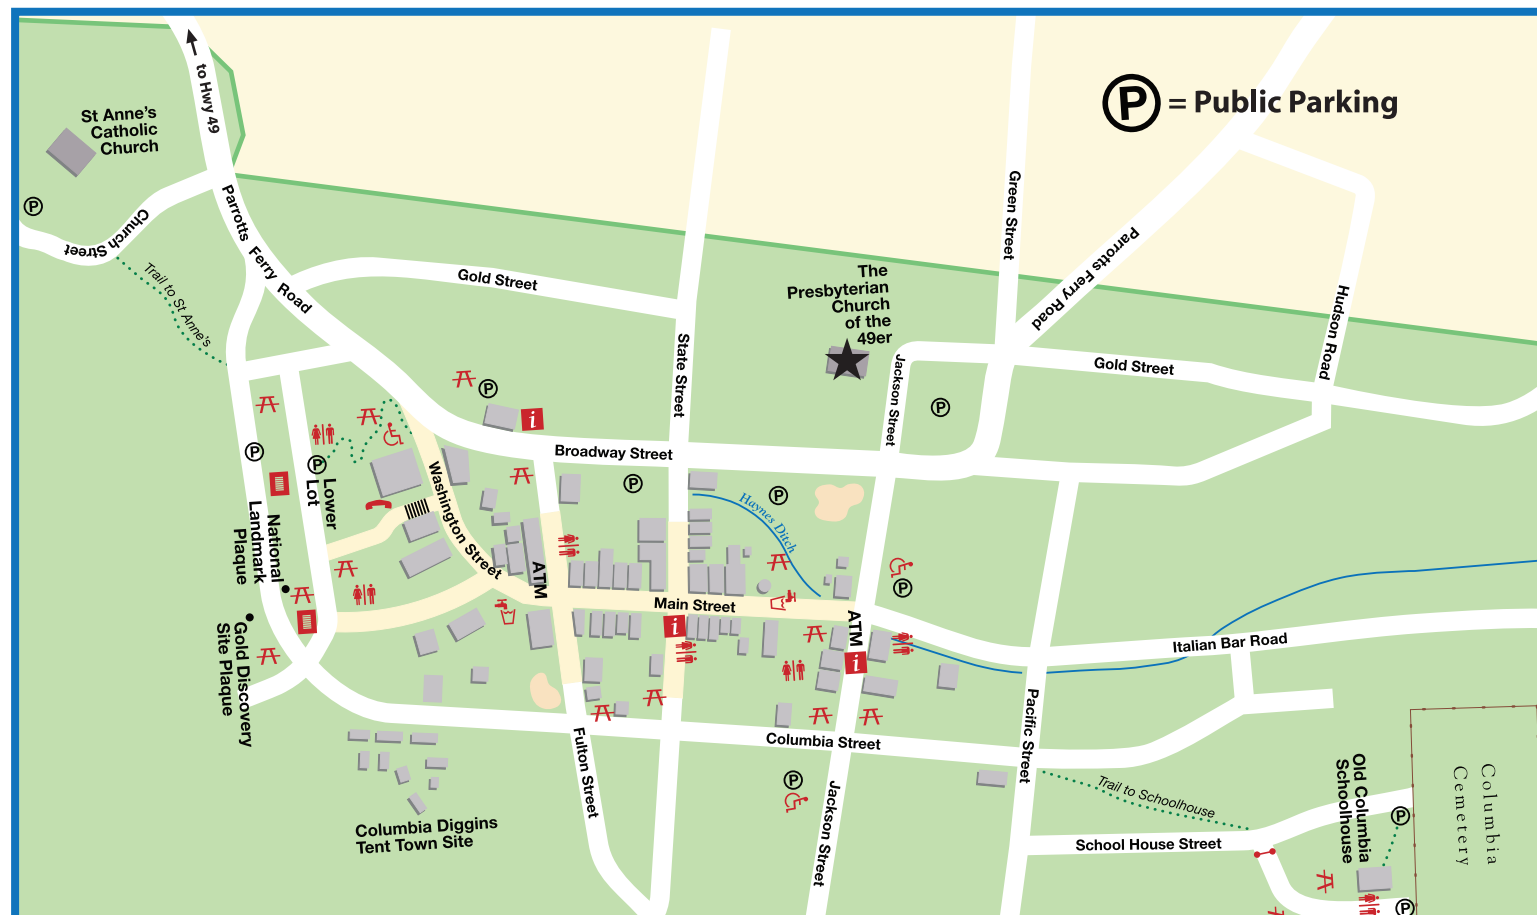 to Hwy 49
St Anne's
Catholic
Church
P
= Public Parking
P
Church Street
Trail to St Anne's
Parrotts Ferry Road
Gold Street
State Street
The
Presbyterian
Church
of the
49er
Green Street
Parrotts Ferry Road
Hudson Road
Jackson Street
Gold Street
P
P
i
Broadway Street
P
P
Lower
Lot
P
P
Haynes Ditch
Washington Street
National
Landmark
Plaque
ATM
Main Street
P
ATM
i
i
Gold Discovery
Site Plaque
Italian Bar Road
Pacific Street
Columbia Street
Fulton Street
P
Jackson Street
Columbia Diggins
Tent Town Site
Trail to Schoolhouse
School House Street
Old Columbia
Schoolhouse
P
P
Columbia
Cemetery